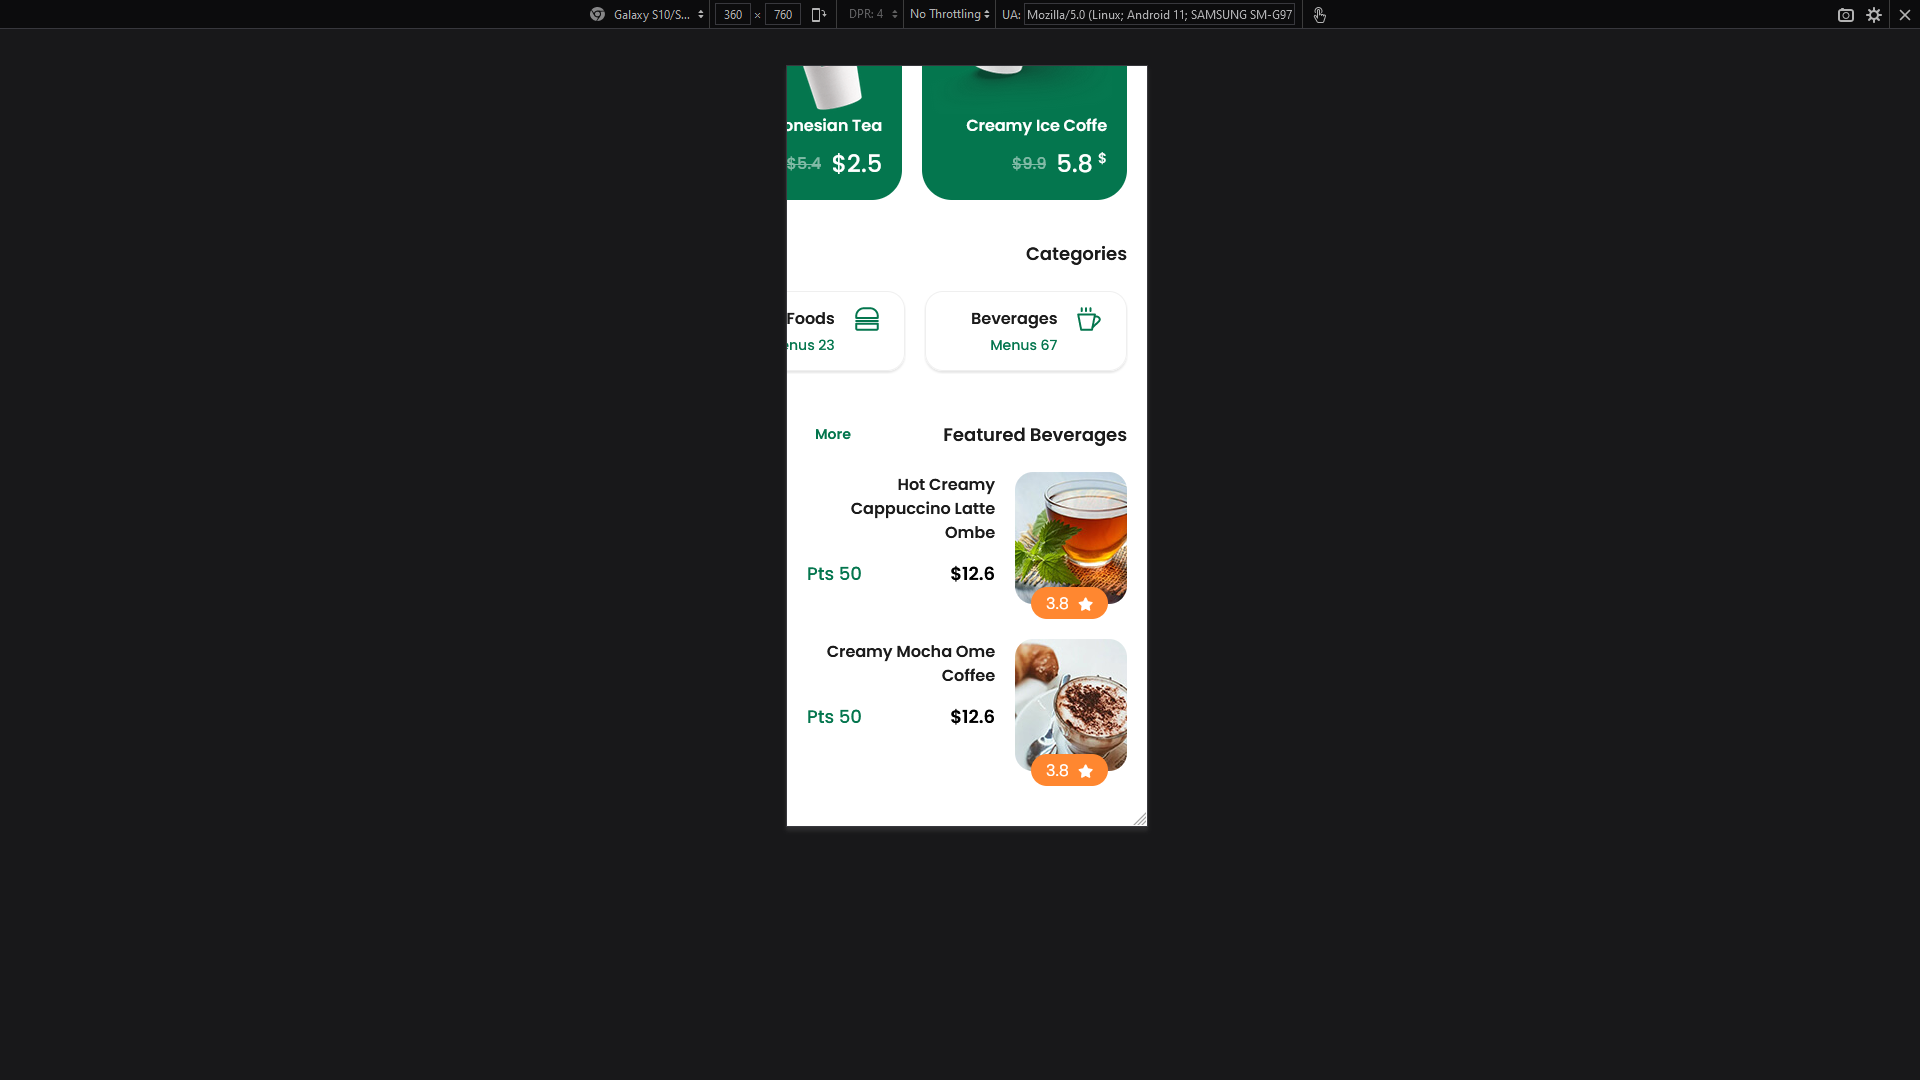 Galaxy S10/S... 360 × 760 DPR: 4 No Throttling UA: Mozilla/5.0 (Linux; Android 11; SAMSUNG SM-G97
onesian Tea
$5.4 $2.5
Creamy Ice Coffe
$9.9 5.8 $
Categories
Foods
enus 23
Beverages
Menus 67
More
Featured Beverages
Hot Creamy
Cappuccino Latte
Ombe
Pts 50
$12.6
3.8
Creamy Mocha Ome
Coffee
Pts 50
$12.6
3.8